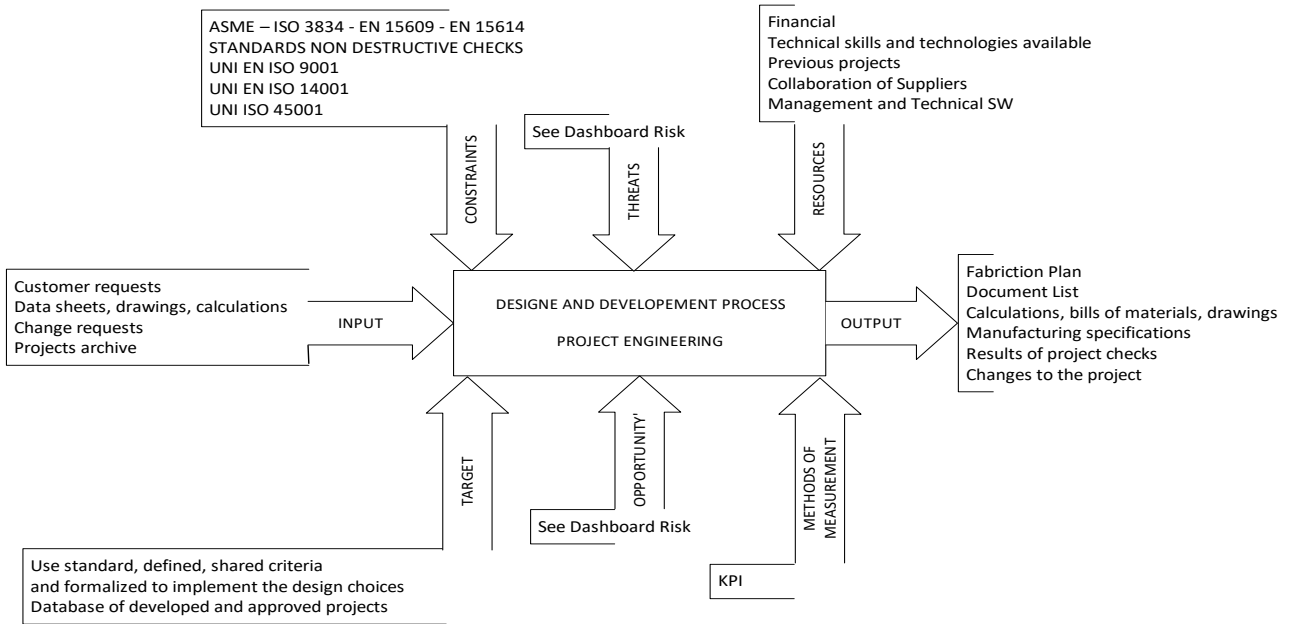 ASME – ISO 3834 - EN 15609 - EN 15614
STANDARDS NON DESTRUCTIVE CHECKS
UNI EN ISO 9001
UNI EN ISO 14001
UNI ISO 45001
CONSTRAINTS
See Dashboard Risk
THREATS
Financial
Technical skills and technologies available
Previous projects
Collaboration of Suppliers
Management and Technical SW
RESOURCES
Customer requests
Data sheets, drawings, calculations
Change requests
Projects archive
INPUT
DESIGNE AND DEVELOPEMENT PROCESS
PROJECT ENGINEERING
OUTPUT
Fabriction Plan
Document List
Calculations, bills of materials, drawings
Manufacturing specifications
Results of project checks
Changes to the project
TARGET
Use standard, defined, shared criteria
and formalized to implement the design choices
Database of developed and approved projects
OPPORTUNITY'
See Dashboard Risk
METHODS OF
MEASUREMENT
KPI